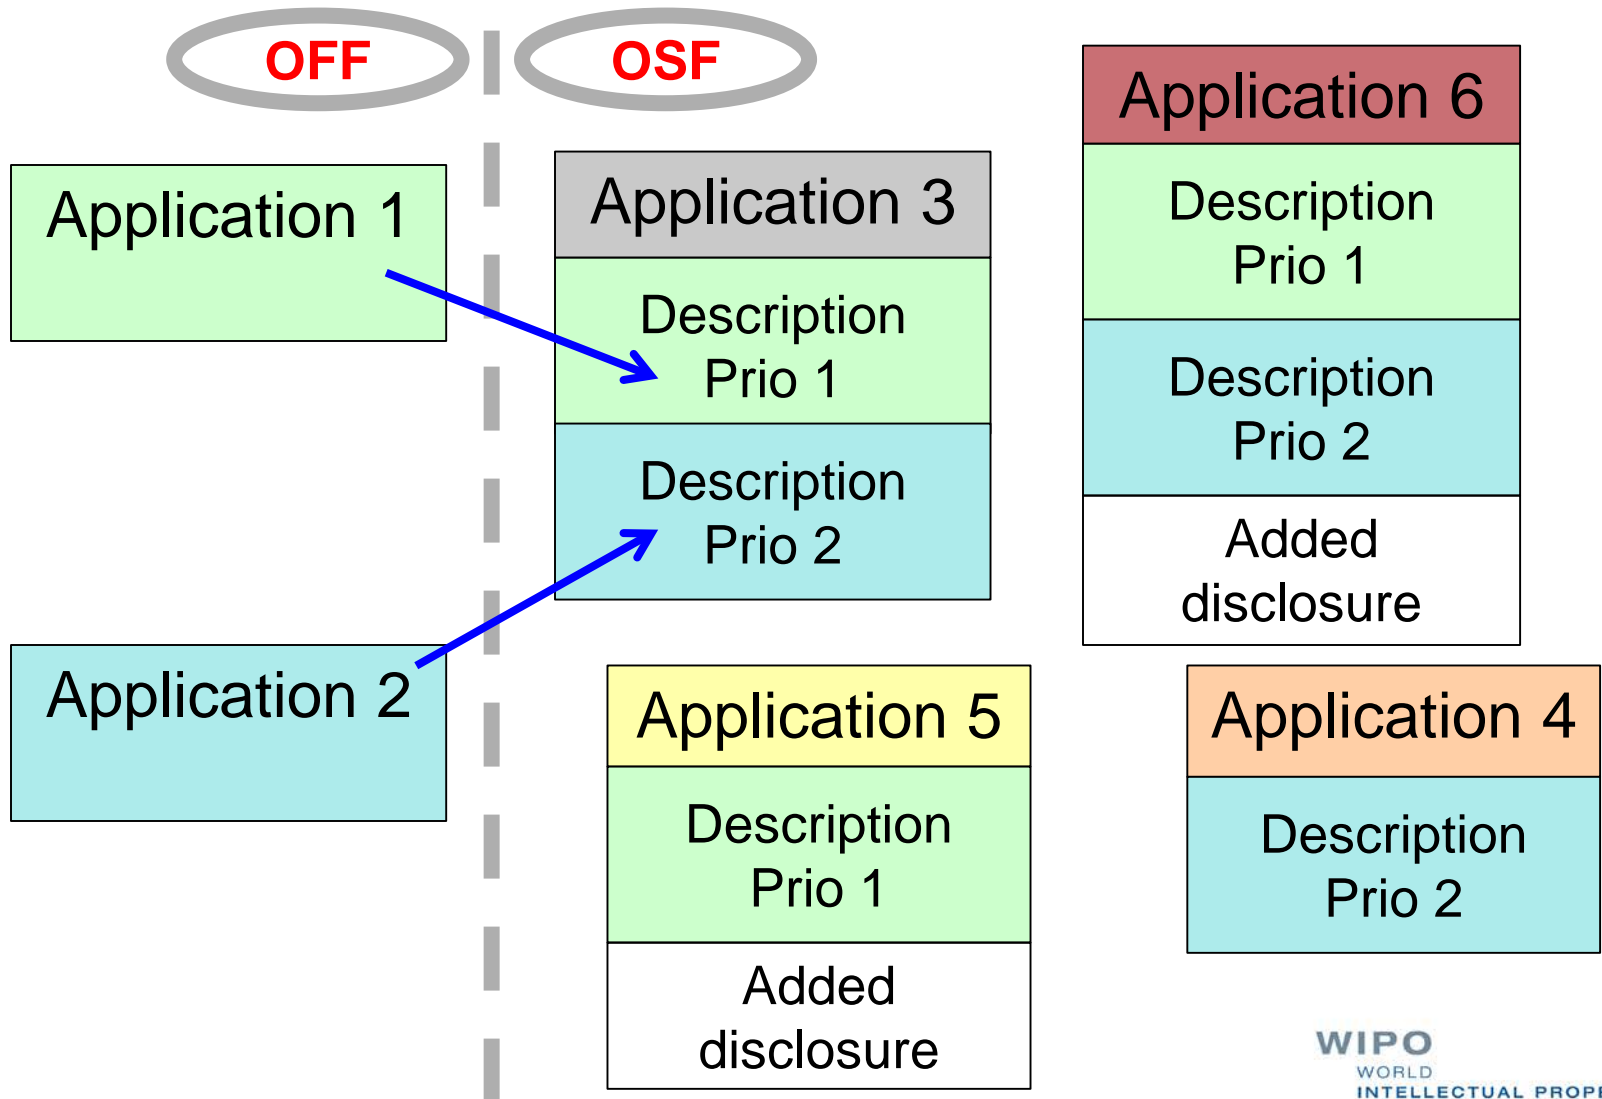 OFF
OSF
Application 1
Application 2
Application 3
Description
Prio 1
Description
Prio 2
Application 6
Description
Prio 1
Description
Prio 2
Added
disclosure
Application 5
Description
Prio 1
Added
disclosure
Application 4
Description
Prio 2
WIPO
WORLD
INTELLECTUAL PROPE